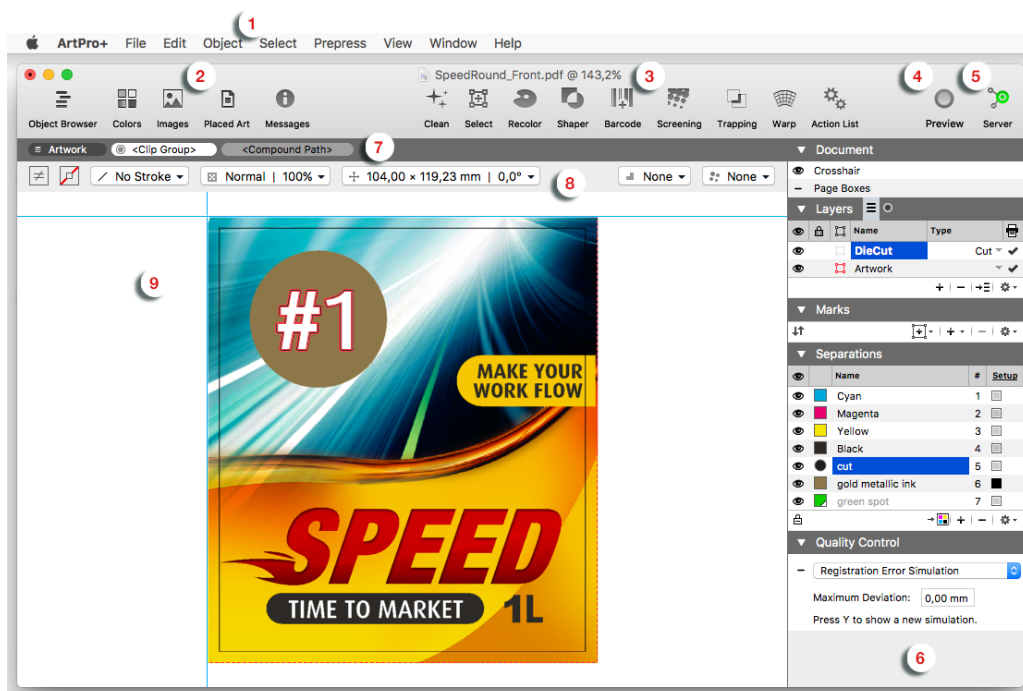 1
ArtPro+ File Edit Object Select Prepress View Window Help
2 3 4 5
SpeedRound_Front.pdf @ 143,2%
Object Browser Colors Images Placed Art Messages Clean Select Recolor Shaper Barcode Screening Trapping Warp Action List Preview Server
Artwork <Clip Group> <Compound Path> 7
No Stroke Normal | 100% 104,00 × 119,23 mm | 0,0° 8 None None
9
#1
MAKE YOUR
WORK FLOW
SPEED
TIME TO MARKET 1L
Document
Crosshair
Page Boxes
Layers
Name Type
DieCut Cut
Artwork
Marks
Separations
Name # Setup
Cyan 1
Magenta 2
Yellow 3
Black 4
cut 5
gold metallic ink 6
green spot 7
Quality Control
Registration Error Simulation
Maximum Deviation: 0,00 mm
Press Y to show a new simulation.
6